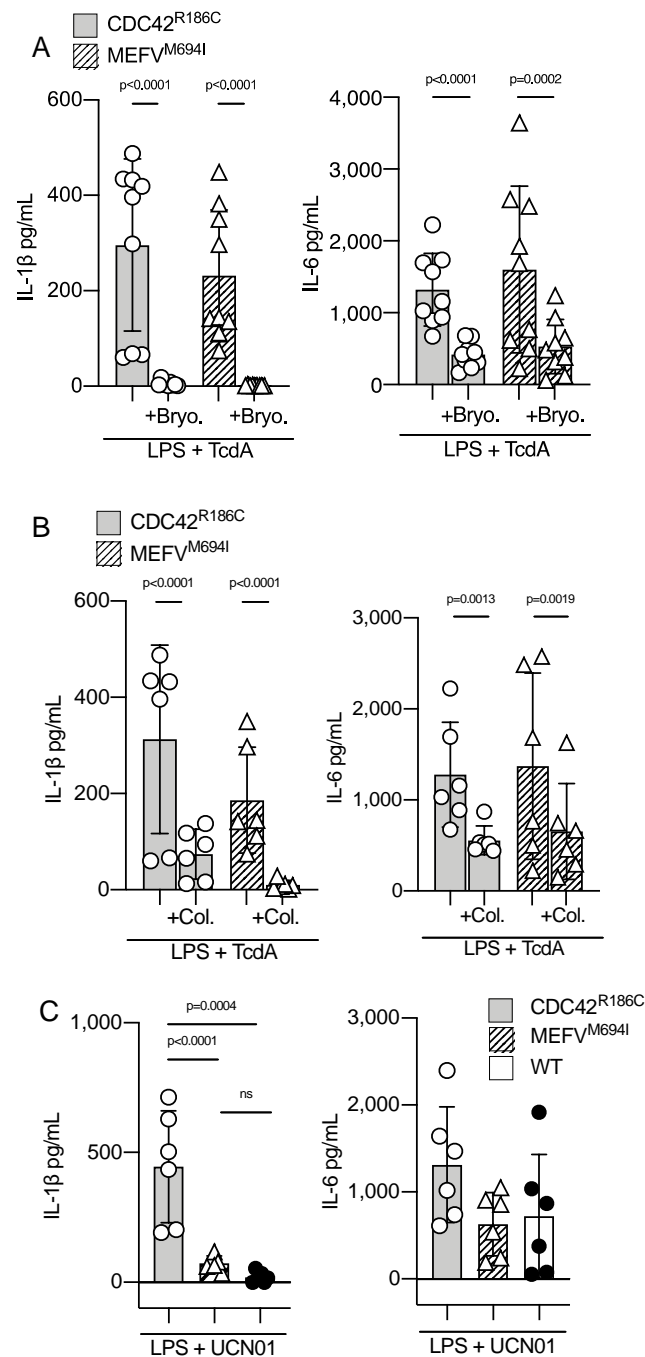 A
CDC42R186C
MEFVM694I
p<0.0001
p<0.0001
600
400
200
0
IL-1β pg/mL
+Bryo.
+Bryo.
LPS + TcdA
p<0.0001
p=0.0002
4,000
3,000
2,000
1,000
0
IL-6 pg/mL
+Bryo.
+Bryo.
LPS + TcdA
B
CDC42R186C
MEFVM694I
p<0.0001
p<0.0001
600
400
200
0
IL-1β pg/mL
+Col.
+Col.
LPS + TcdA
p=0.0013
p=0.0019
3,000
2,000
1,000
0
IL-6 pg/mL
+Col.
+Col.
LPS + TcdA
C
p=0.0004
p<0.0001
ns
1,000
500
0
IL-1β pg/mL
LPS + UCN01
CDC42R186C
MEFVM694I
WT
3,000
2,000
1,000
0
IL-6 pg/mL
LPS + UCN01